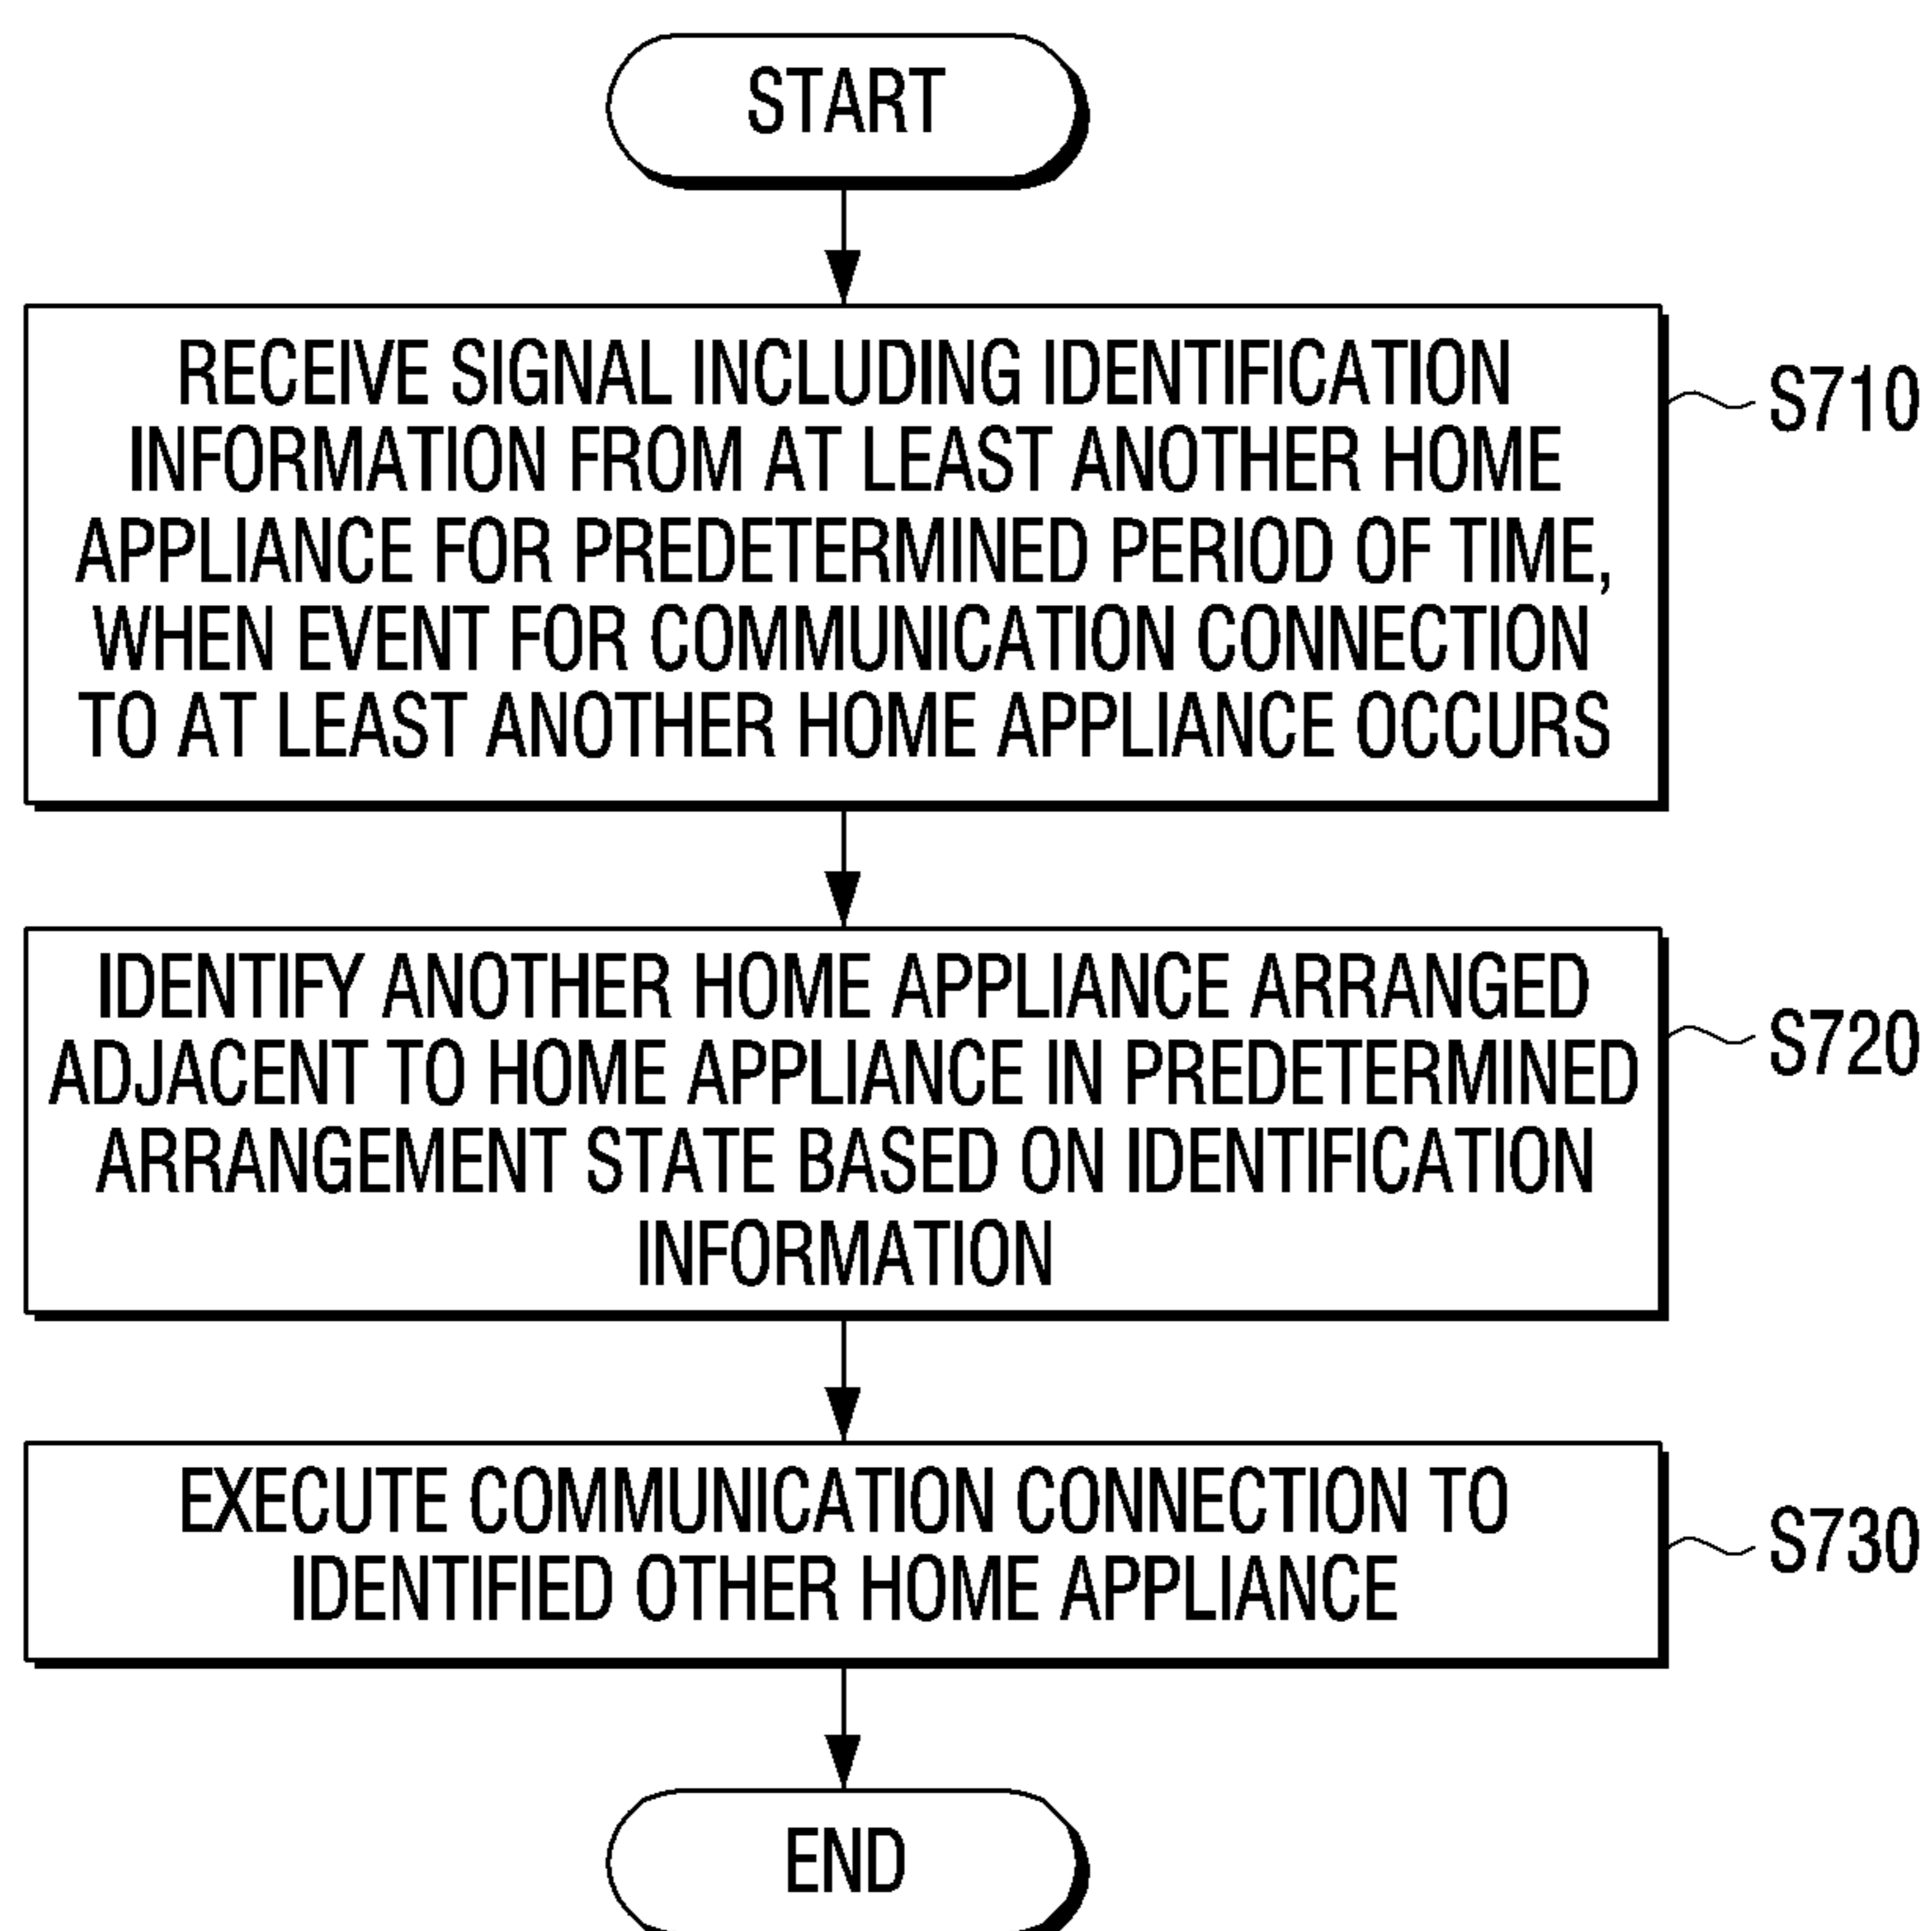 START
RECEIVE SIGNAL INCLUDING IDENTIFICATION
INFORMATION FROM AT LEAST ANOTHER HOME
APPLIANCE FOR PREDETERMINED PERIOD OF TIME,
WHEN EVENT FOR COMMUNICATION CONNECTION
TO AT LEAST ANOTHER HOME APPLIANCE OCCURS
S710
IDENTIFY ANOTHER HOME APPLIANCE ARRANGED
ADJACENT TO HOME APPLIANCE IN PREDETERMINED
ARRANGEMENT STATE BASED ON IDENTIFICATION
INFORMATION
S720
EXECUTE COMMUNICATION CONNECTION TO
IDENTIFIED OTHER HOME APPLIANCE
S730
END